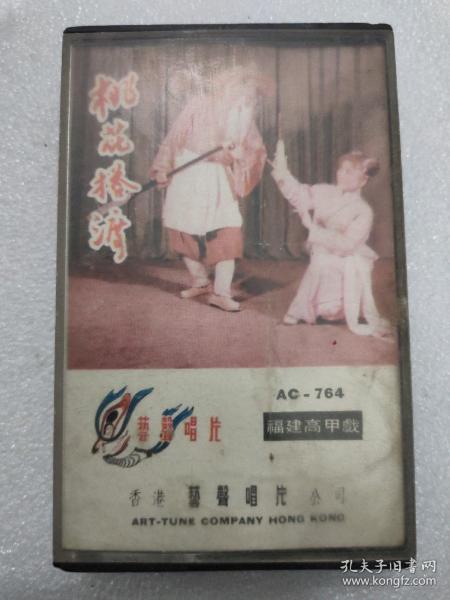 桃花搭渡
AC-764
藝聲唱片
福建高甲戲
香港 藝聲唱片 公司
ART-TUNE COMPANY HONG KONG
孔夫子旧书网
www.kongfz.com